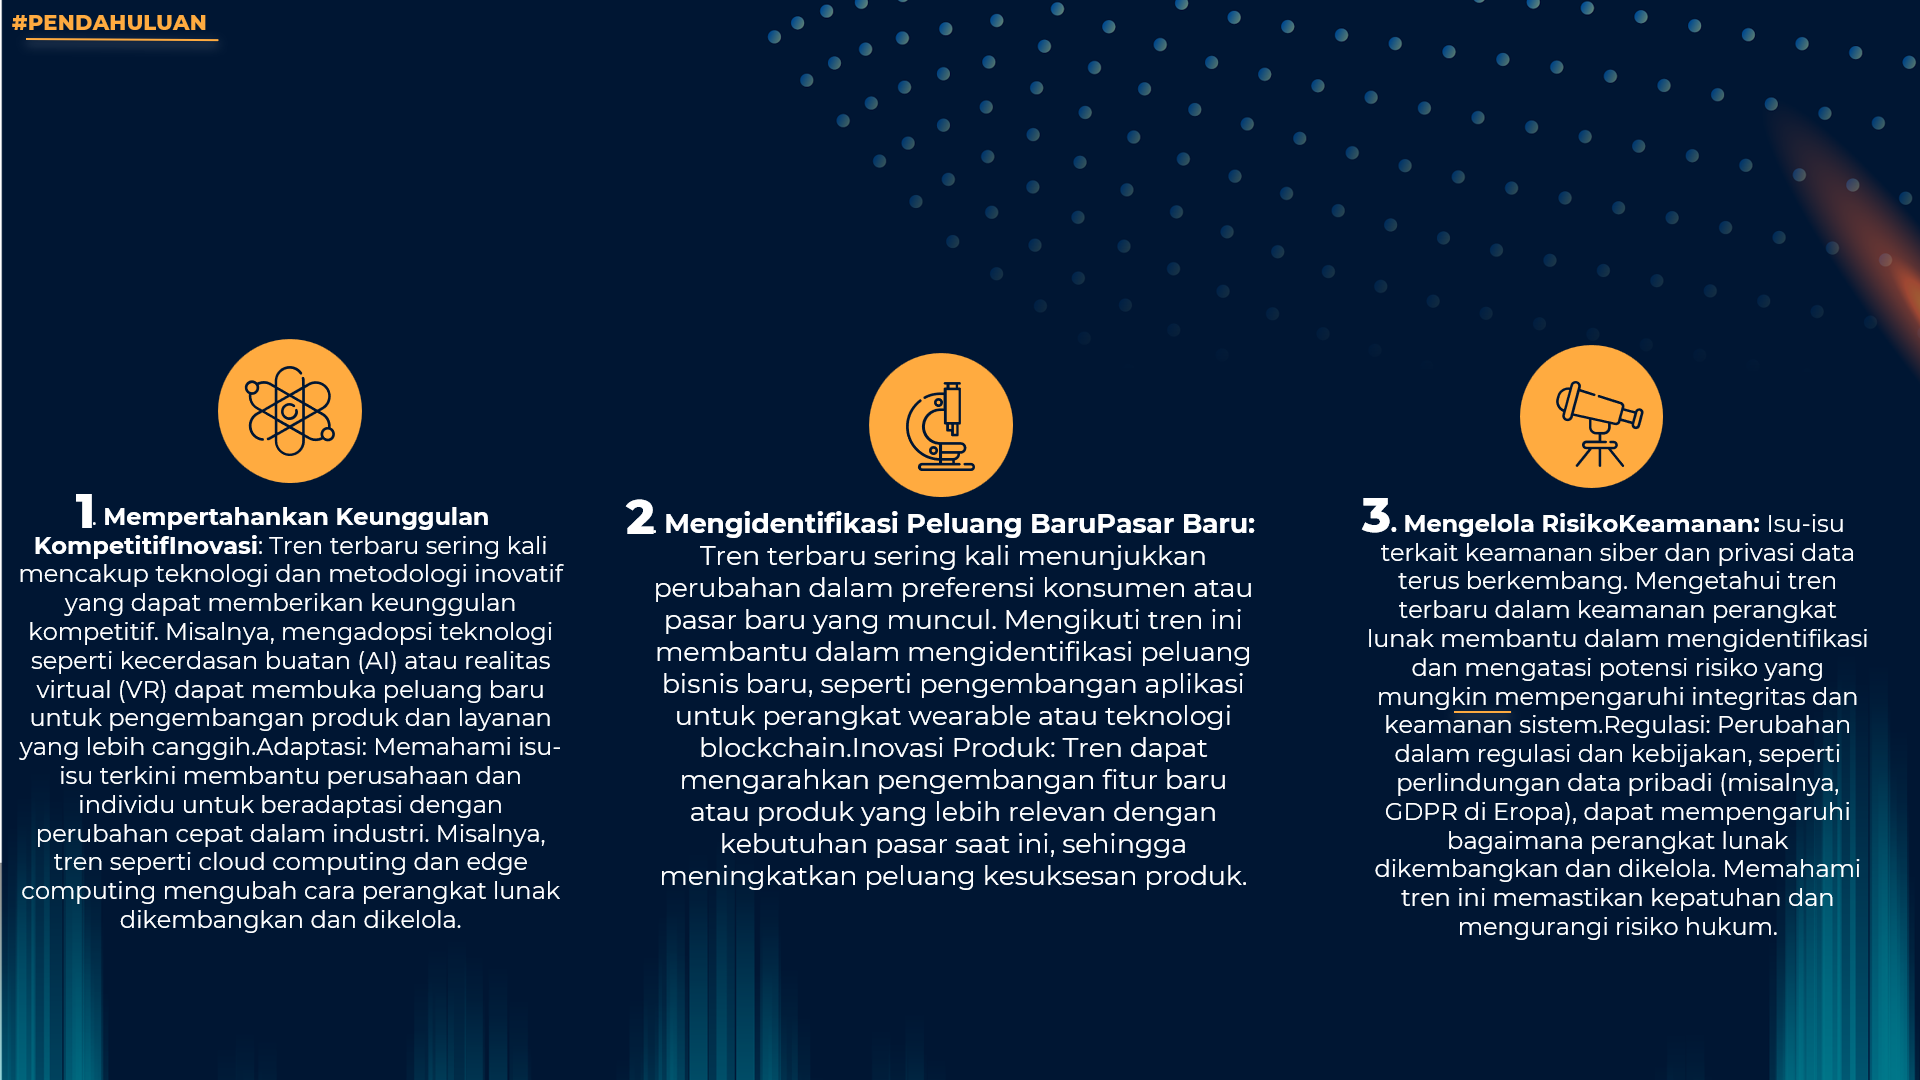 #PENDAHULUAN
1. Mempertahankan Keunggulan
KompetitifInovasi: Tren terbaru sering kali
mencakup teknologi dan metodologi inovatif
yang dapat memberikan keunggulan
kompetitif. Misalnya, mengadopsi teknologi
seperti kecerdasan buatan (AI) atau realitas
virtual (VR) dapat membuka peluang baru
untuk pengembangan produk dan layanan
yang lebih canggih.Adaptasi: Memahami isu-
isu terkini membantu perusahaan dan
individu untuk beradaptasi dengan
perubahan cepat dalam industri. Misalnya,
tren seperti cloud computing dan edge
computing mengubah cara perangkat lunak
dikembangkan dan dikelola.
2. Mengidentifikasi Peluang BaruPasar Baru:
Tren terbaru sering kali menunjukkan
perubahan dalam preferensi konsumen atau
pasar baru yang muncul. Mengikuti tren ini
membantu dalam mengidentifikasi peluang
bisnis baru, seperti pengembangan aplikasi
untuk perangkat wearable atau teknologi
blockchain.Inovasi Produk: Tren dapat
mengarahkan pengembangan fitur baru
atau produk yang lebih relevan dengan
kebutuhan pasar saat ini, sehingga
meningkatkan peluang kesuksesan produk.
3. Mengelola RisikoKeamanan: Isu-isu
terkait keamanan siber dan privasi data
terus berkembang. Mengetahui tren
terbaru dalam keamanan perangkat
lunak membantu dalam mengidentifikasi
dan mengatasi potensi risiko yang
mungkin mempengaruhi integritas dan
keamanan sistem.Regulasi: Perubahan
dalam regulasi dan kebijakan, seperti
perlindungan data pribadi (misalnya,
GDPR di Eropa), dapat mempengaruhi
bagaimana perangkat lunak
dikembangkan dan dikelola. Memahami
tren ini memastikan kepatuhan dan
mengurangi risiko hukum.